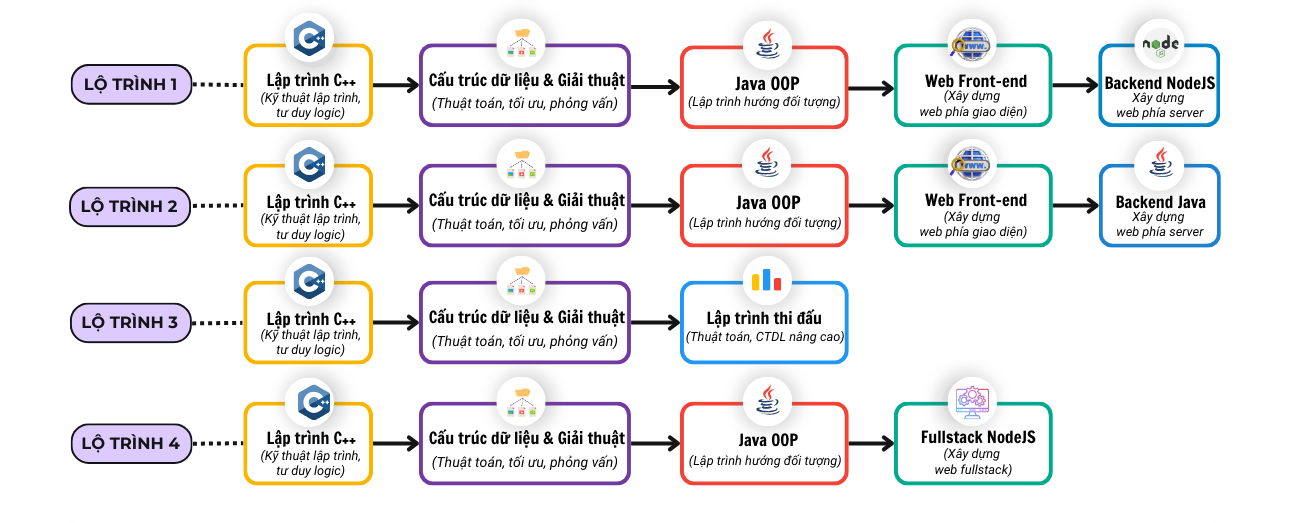 LỘ TRÌNH 1
Lập trình C++
(Kỹ thuật lập trình,
tư duy logic)
Cấu trúc dữ liệu & Giải thuật
(Thuật toán, tối ưu, phỏng vấn)
Java OOP
(Lập trình hướng đối tượng)
WWW.
Web Front-end
(Xây dựng
web phía giao diện)
node
JS
Backend NodeJS
Xây dựng
web phía server
LỘ TRÌNH 2
Lập trình C++
(Kỹ thuật lập trình,
tư duy logic)
Cấu trúc dữ liệu & Giải thuật
(Thuật toán, tối ưu, phỏng vấn)
Java OOP
(Lập trình hướng đối tượng)
WWW.
Web Front-end
(Xây dựng
web phía giao diện)
Backend Java
Xây dựng
web phía server
LỘ TRÌNH 3
Lập trình C++
(Kỹ thuật lập trình,
tư duy logic)
Cấu trúc dữ liệu & Giải thuật
(Thuật toán, tối ưu, phỏng vấn)
Lập trình thi đấu
(Thuật toán, CTDL nâng cao)
LỘ TRÌNH 4
Lập trình C++
(Kỹ thuật lập trình,
tư duy logic)
Cấu trúc dữ liệu & Giải thuật
(Thuật toán, tối ưu, phỏng vấn)
Java OOP
(Lập trình hướng đối tượng)
Fullstack NodeJS
(Xây dựng
web fullstack)